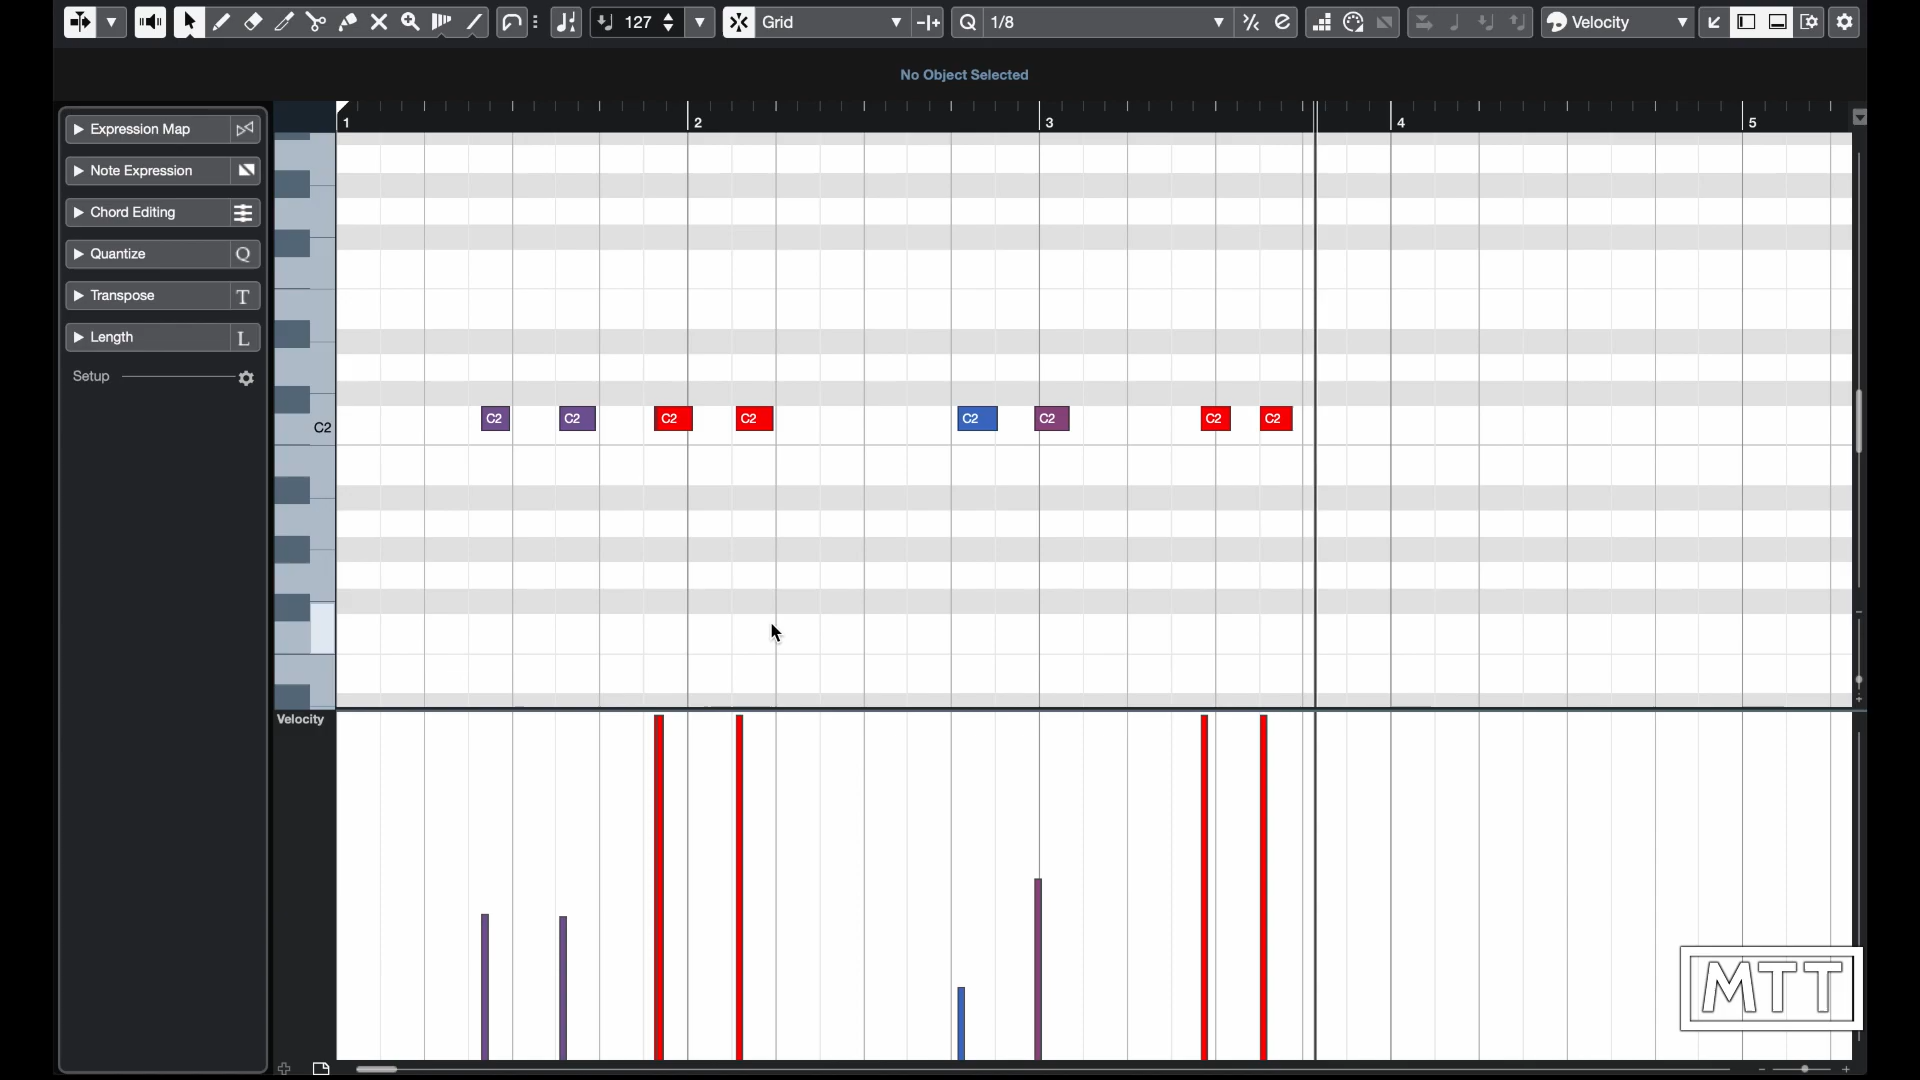 127 Grid Q 1/8 Velocity
No Object Selected
1 2 3 4 5
Expression Map
Note Expression
Chord Editing
Quantize Q
Transpose T
Length L
Setup
C2
C2 C2 C2 C2 C2 C2 C2 C2
Velocity
MTT